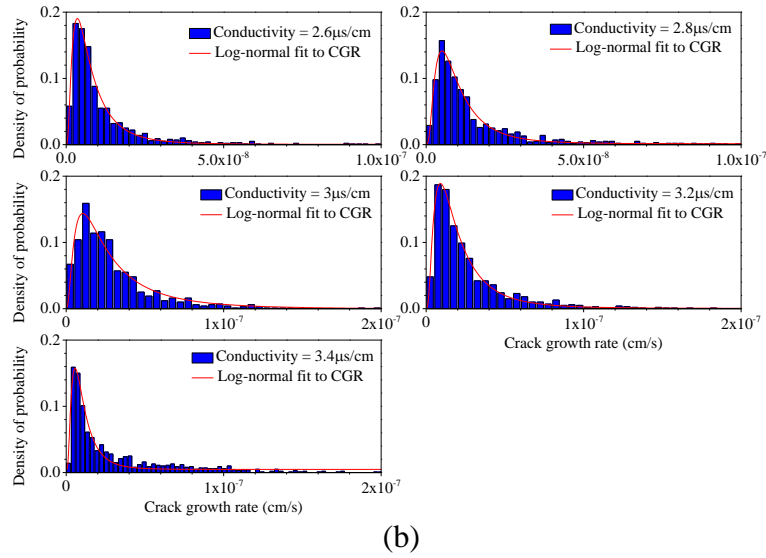 0.2
Conductivity = 2.6μs/cm
Log-normal fit to CGR
0.1
Density of probability
0.0
0.0 5.0x10⁻⁸ 1.0x10⁻⁷
0.2
Conductivity = 2.8μs/cm
Log-normal fit to CGR
0.1
0.0
0.0 5.0x10⁻⁸ 1.0x10⁻⁷
0.2
Conductivity = 3μs/cm
Log-normal fit to CGR
0.1
Density of probability
0.0
0 1x10⁻⁷ 2x10⁻⁷
0.2
Conductivity = 3.2μs/cm
Log-normal fit to CGR
0.1
0.0
0 1x10⁻⁷ 2x10⁻⁷
Crack growth rate (cm/s)
0.2
Conductivity = 3.4μs/cm
Log-normal fit to CGR
0.1
Density of probability
0.0
0 1x10⁻⁷ 2x10⁻⁷
Crack growth rate (cm/s)
(b)